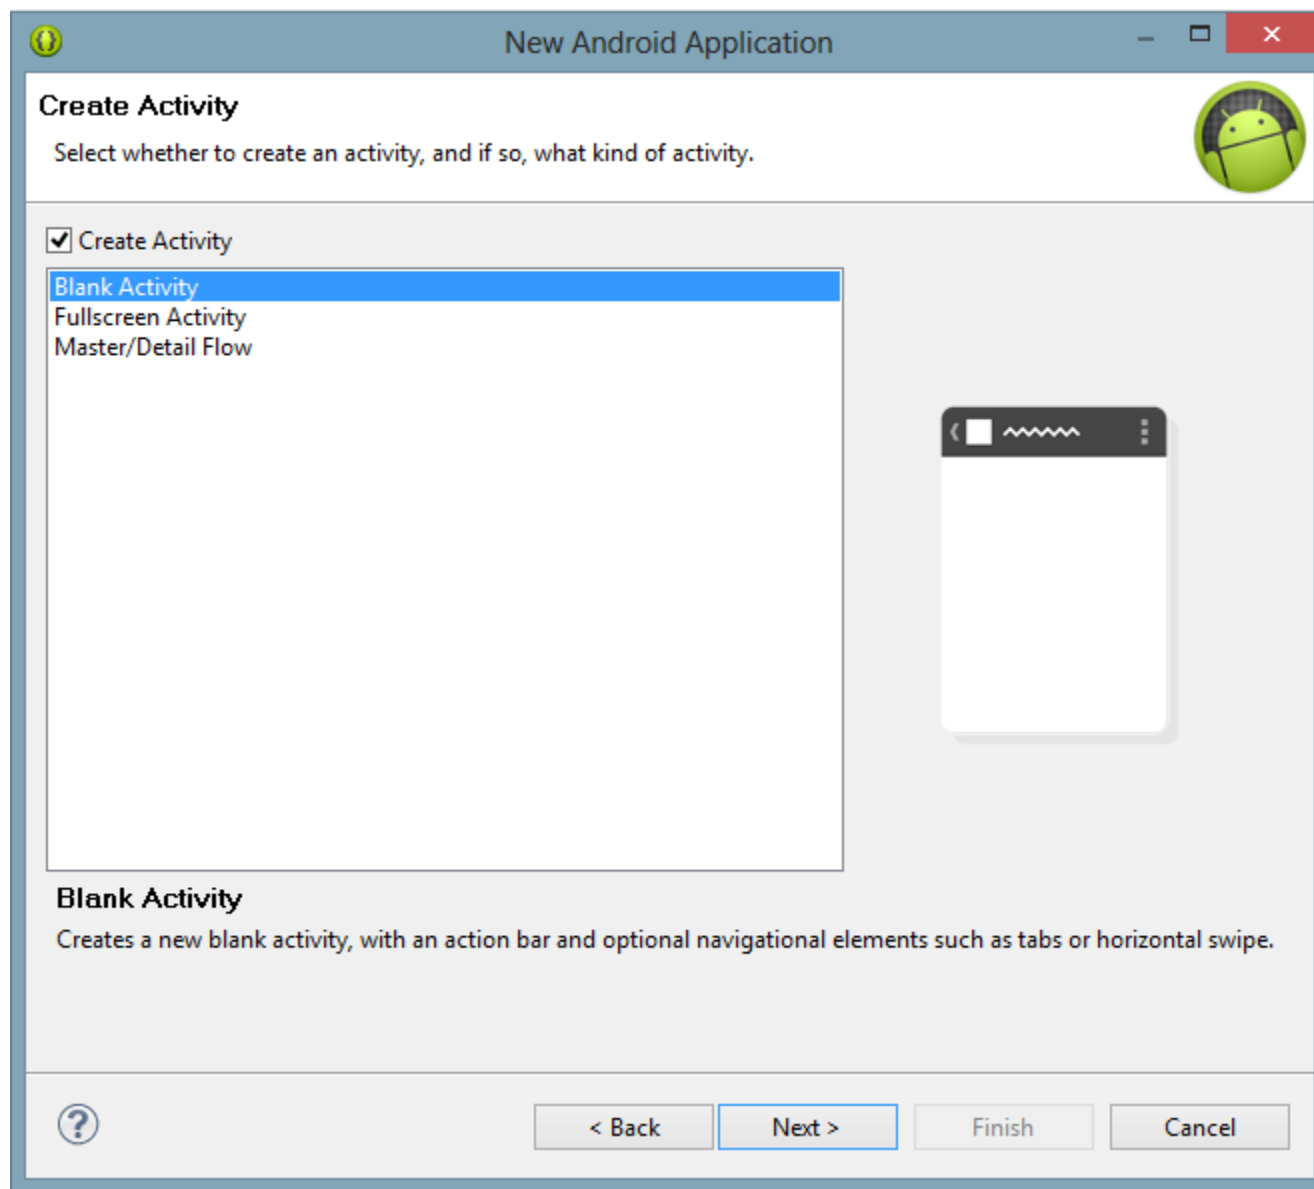 New Android Application
Create Activity
Select whether to create an activity, and if so, what kind of activity.
Create Activity
Blank Activity
Fullscreen Activity
Master/Detail Flow
Blank Activity
Creates a new blank activity, with an action bar and optional navigational elements such as tabs or horizontal swipe.
< Back Next > Finish Cancel